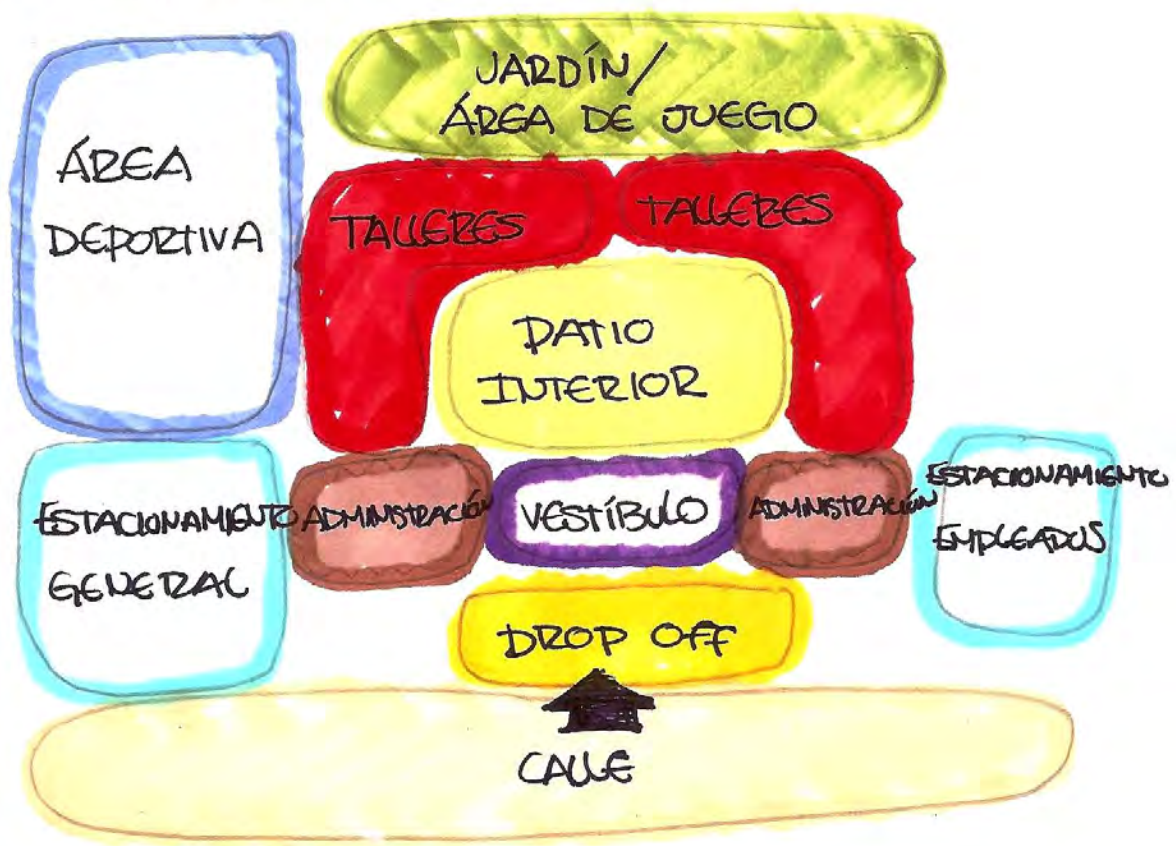 JARDÍN/
ÁREA DE JUEGO
ÁREA
DEPORTIVA
TALLERES
TALLERES
PATIO
INTERIOR
ESTACIONAMIENTO
GENERAL
ADMINISTRACIÓN
VESTÍBULO
ADMINISTRACIÓN
ESTACIONAMIENTO
EMPLEADOS
DROP OFF
CALLE